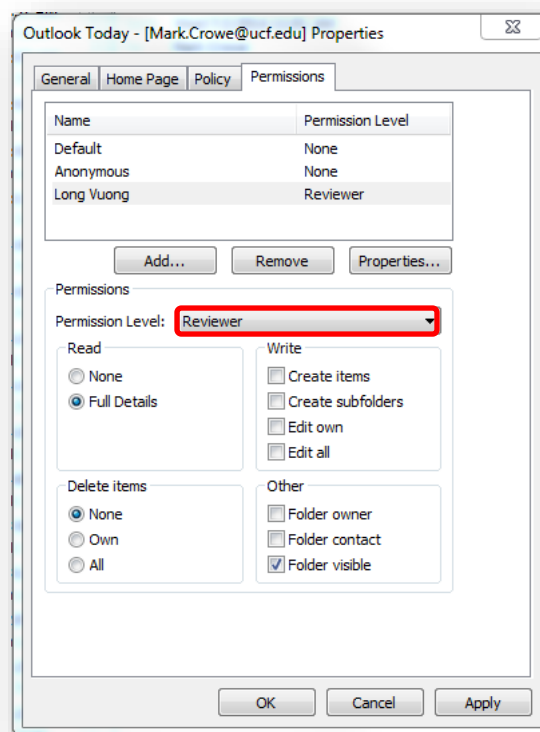 Outlook Today - [Mark.Crowe@ucf.edu] Properties
General Home Page Policy Permissions
Name Permission Level
Default None
Anonymous None
Long Vuong Reviewer
Add... Remove Properties...
Permissions
Permission Level: Reviewer
Read
None
Full Details
Write
Create items
Create subfolders
Edit own
Edit all
Delete items
None
Own
All
Other
Folder owner
Folder contact
Folder visible
OK Cancel Apply